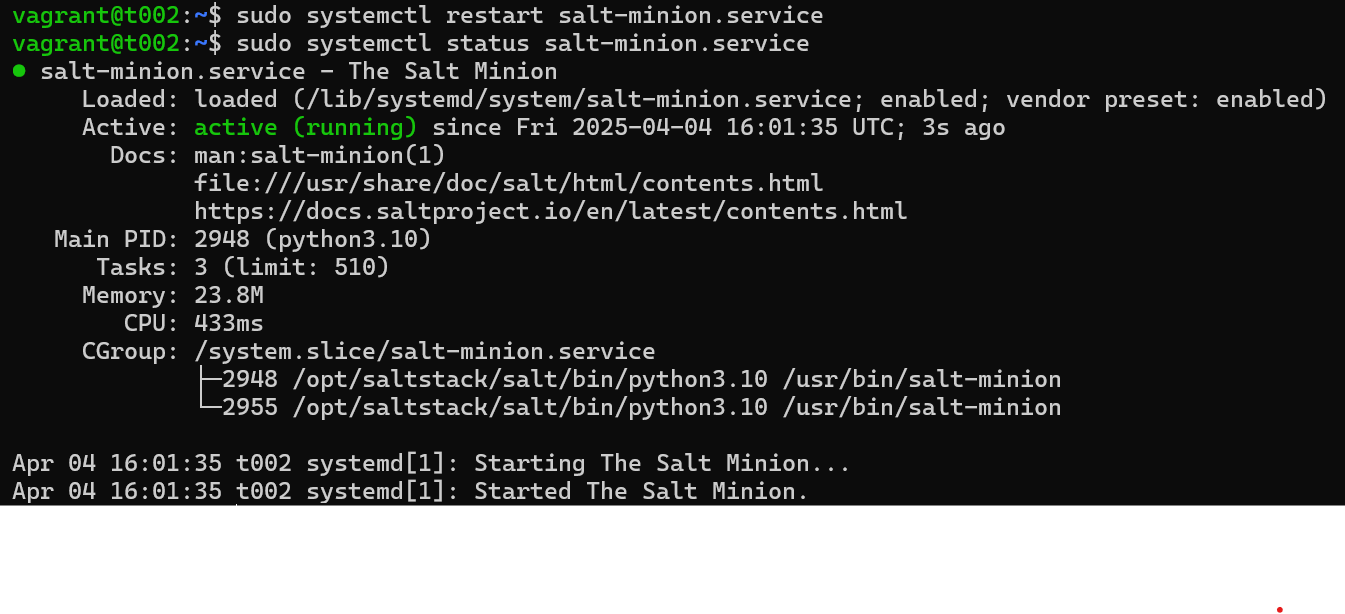 vagrant@t002:~$ sudo systemctl restart salt-minion.service
vagrant@t002:~$ sudo systemctl status salt-minion.service
● salt-minion.service - The Salt Minion
     Loaded: loaded (/lib/systemd/system/salt-minion.service; enabled; vendor preset: enabled)
     Active: active (running) since Fri 2025-04-04 16:01:35 UTC; 3s ago
       Docs: man:salt-minion(1)
             file:///usr/share/doc/salt/html/contents.html
             https://docs.saltproject.io/en/latest/contents.html
   Main PID: 2948 (python3.10)
      Tasks: 3 (limit: 510)
     Memory: 23.8M
        CPU: 433ms
     CGroup: /system.slice/salt-minion.service
             ├─2948 /opt/saltstack/salt/bin/python3.10 /usr/bin/salt-minion
             └─2955 /opt/saltstack/salt/bin/python3.10 /usr/bin/salt-minion

Apr 04 16:01:35 t002 systemd[1]: Starting The Salt Minion...
Apr 04 16:01:35 t002 systemd[1]: Started The Salt Minion.